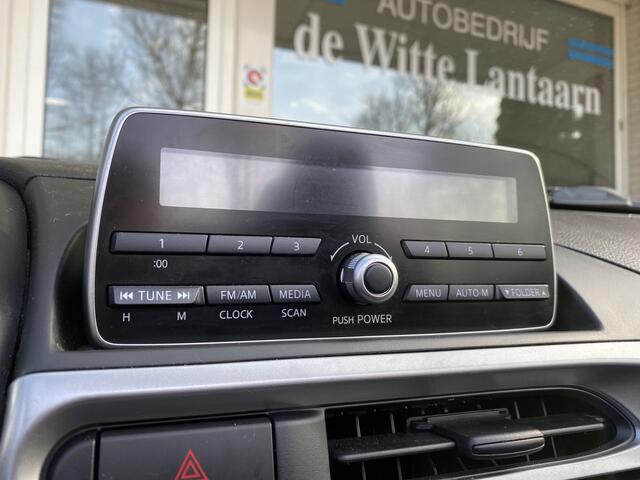 AUTOBEDRIJF
de Witte Lantaarn
VOL
1 2 3 4 5 6
:00
TUNE FM/AM MEDIA MENU AUTO-M FOLDER
H M CLOCK SCAN PUSH POWER